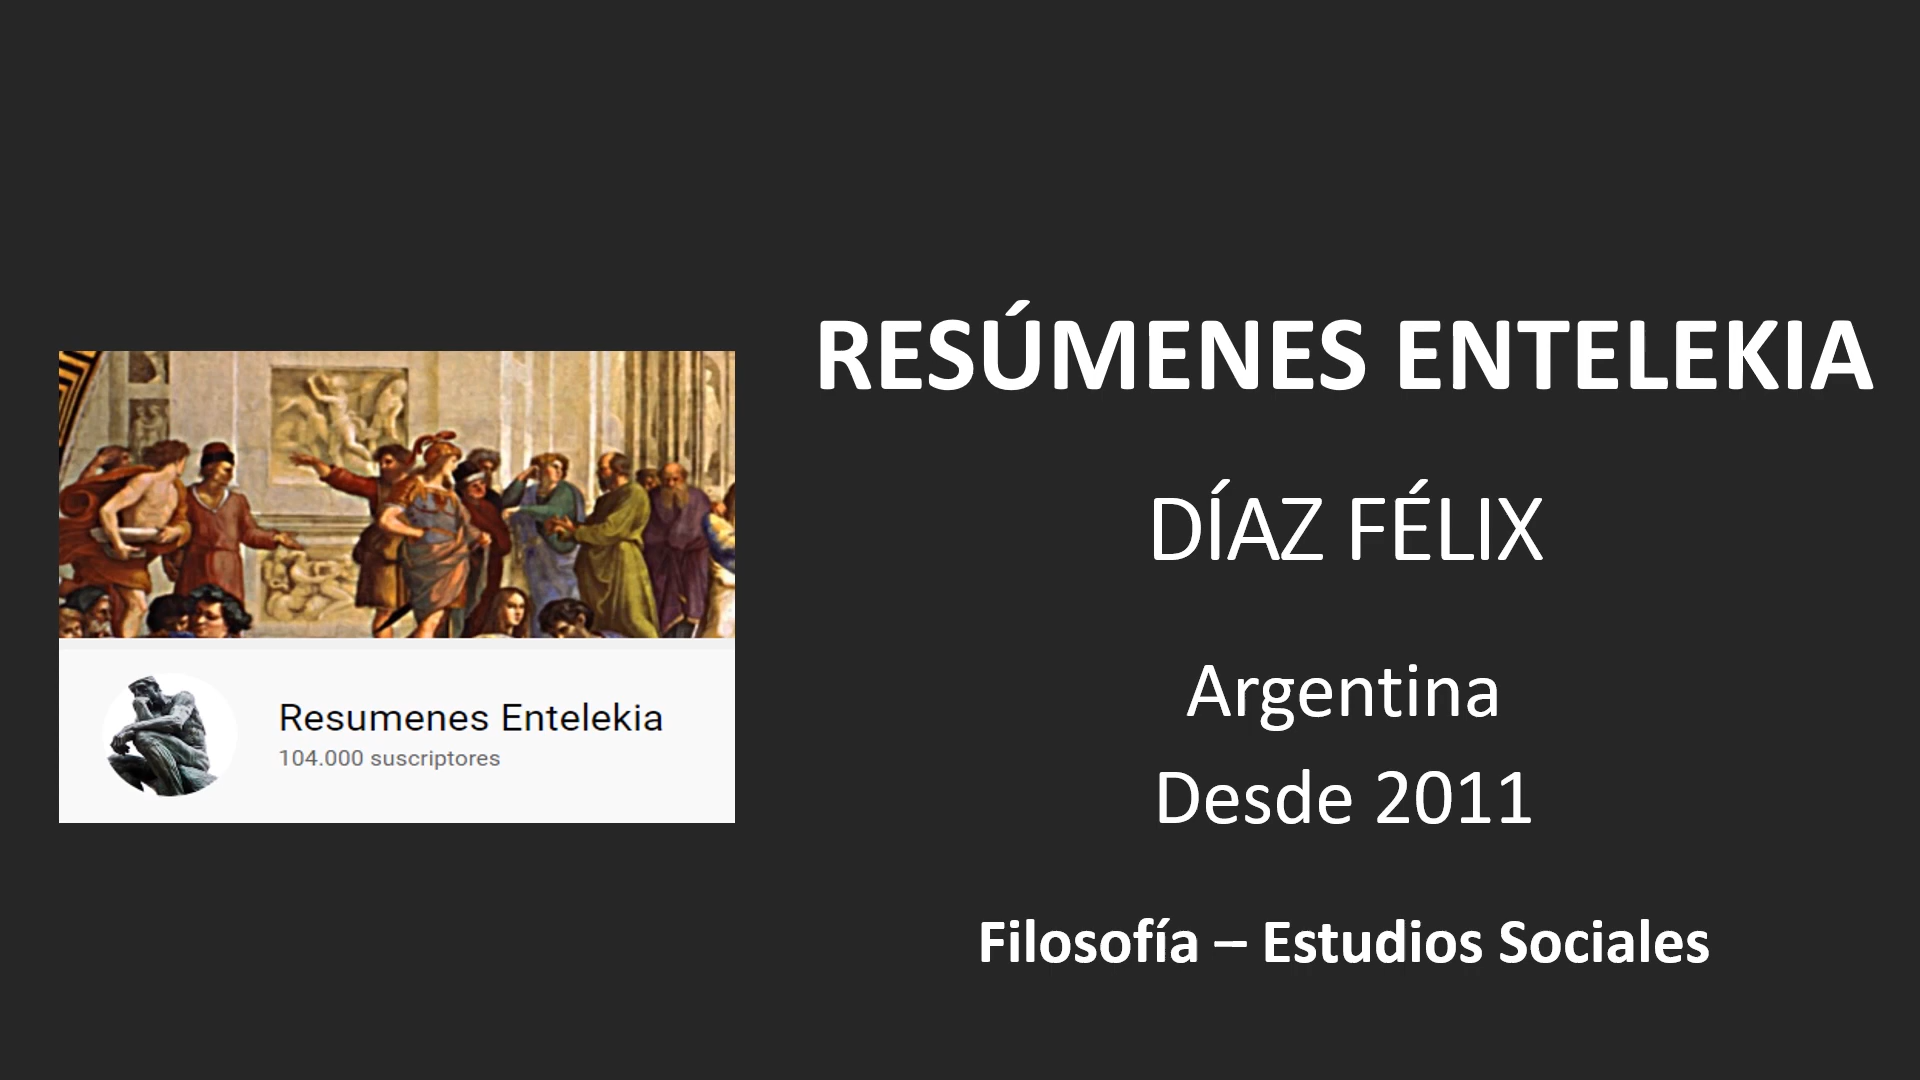 RESÚMENES ENTELEKIA
DÍAZ FÉLIX
Argentina
Desde 2011
Filosofía – Estudios Sociales
Resumenes Entelekia
104.000 suscriptores